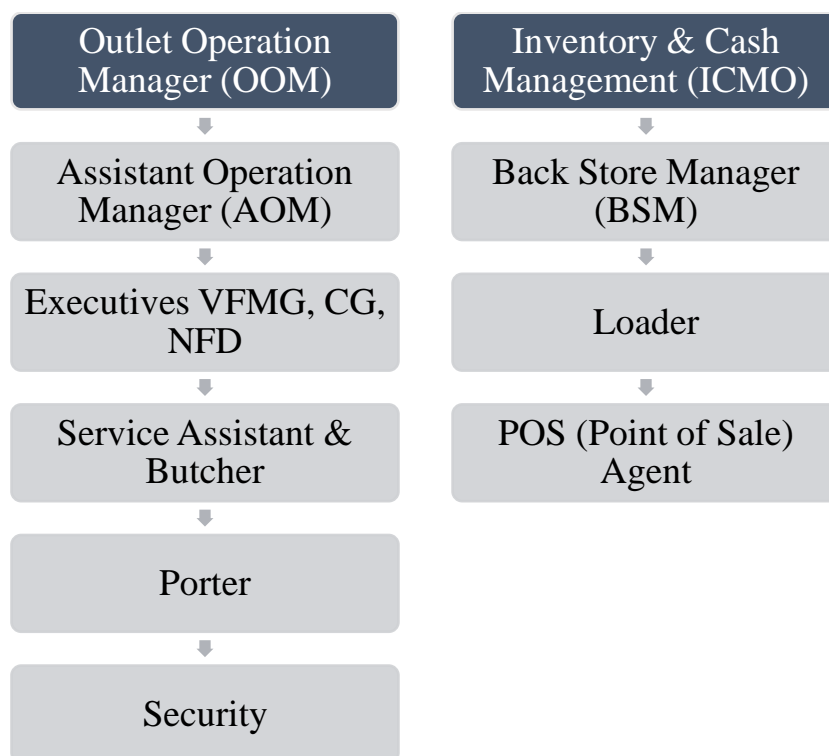 Outlet Operation
Manager (OOM)
Assistant Operation
Manager (AOM)
Executives VFMG, CG,
NFD
Service Assistant &
Butcher
Porter
Security
Inventory & Cash
Management (ICMO)
Back Store Manager
(BSM)
Loader
POS (Point of Sale)
Agent